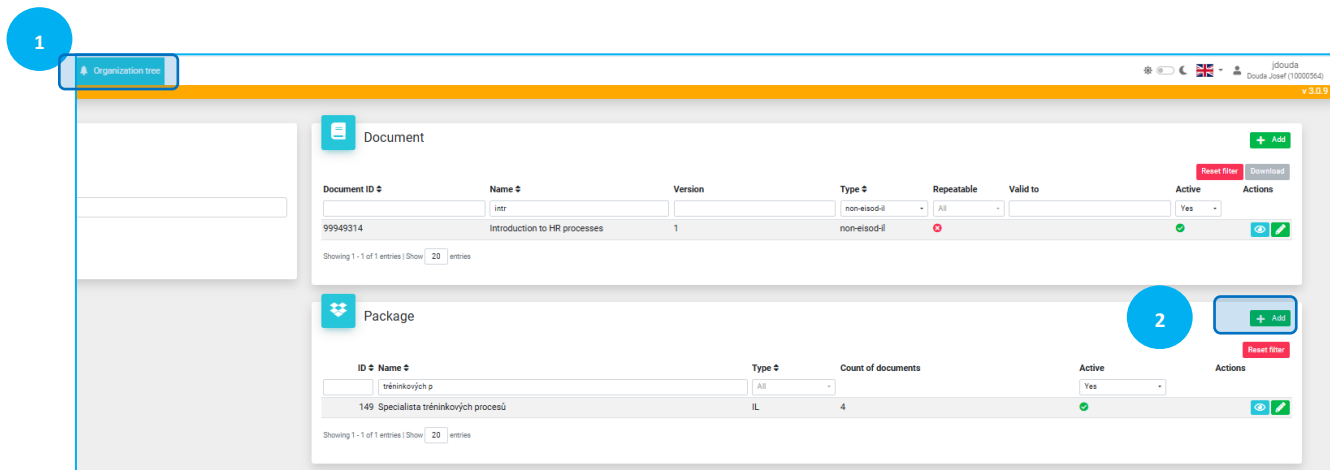 1
Organization tree
jdouda
Douda Josef (10000564)
v 3.0.9
Document
+ Add
Reset filter Download
Document ID Name Version Type Repeatable Valid to Active Actions
intr non-eisod-il All Yes
99949314 Introduction to HR processes 1 non-eisod-il
Showing 1 - 1 of 1 entries | Show 20 entries
Package
2
+ Add
Reset filter
ID Name Type Count of documents Active Actions
tréninkových p All Yes
149 Specialista tréninkových procesů IL 4
Showing 1 - 1 of 1 entries | Show 20 entries